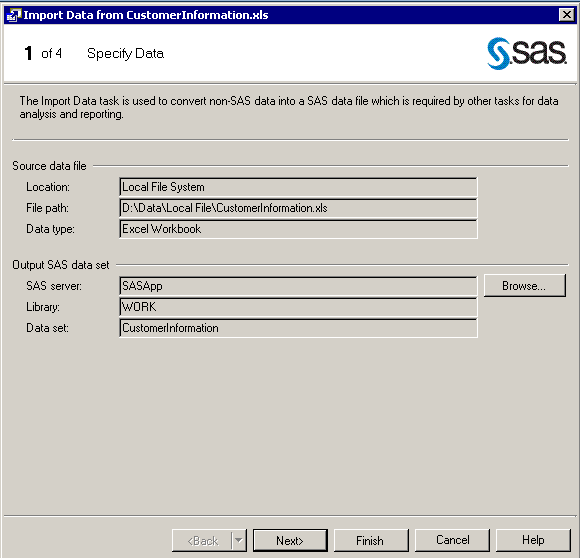 Import Data from CustomerInformation.xls
1 of 4 Specify Data
sas
The Import Data task is used to convert non-SAS data into a SAS data file which is required by other tasks for data
analysis and reporting.
Source data file
Location: Local File System
File path: D:\Data\Local File\CustomerInformation.xls
Data type: Excel Workbook
Output SAS data set
SAS server: SASApp Browse...
Library: WORK
Data set: CustomerInformation
<Back Next> Finish Cancel Help